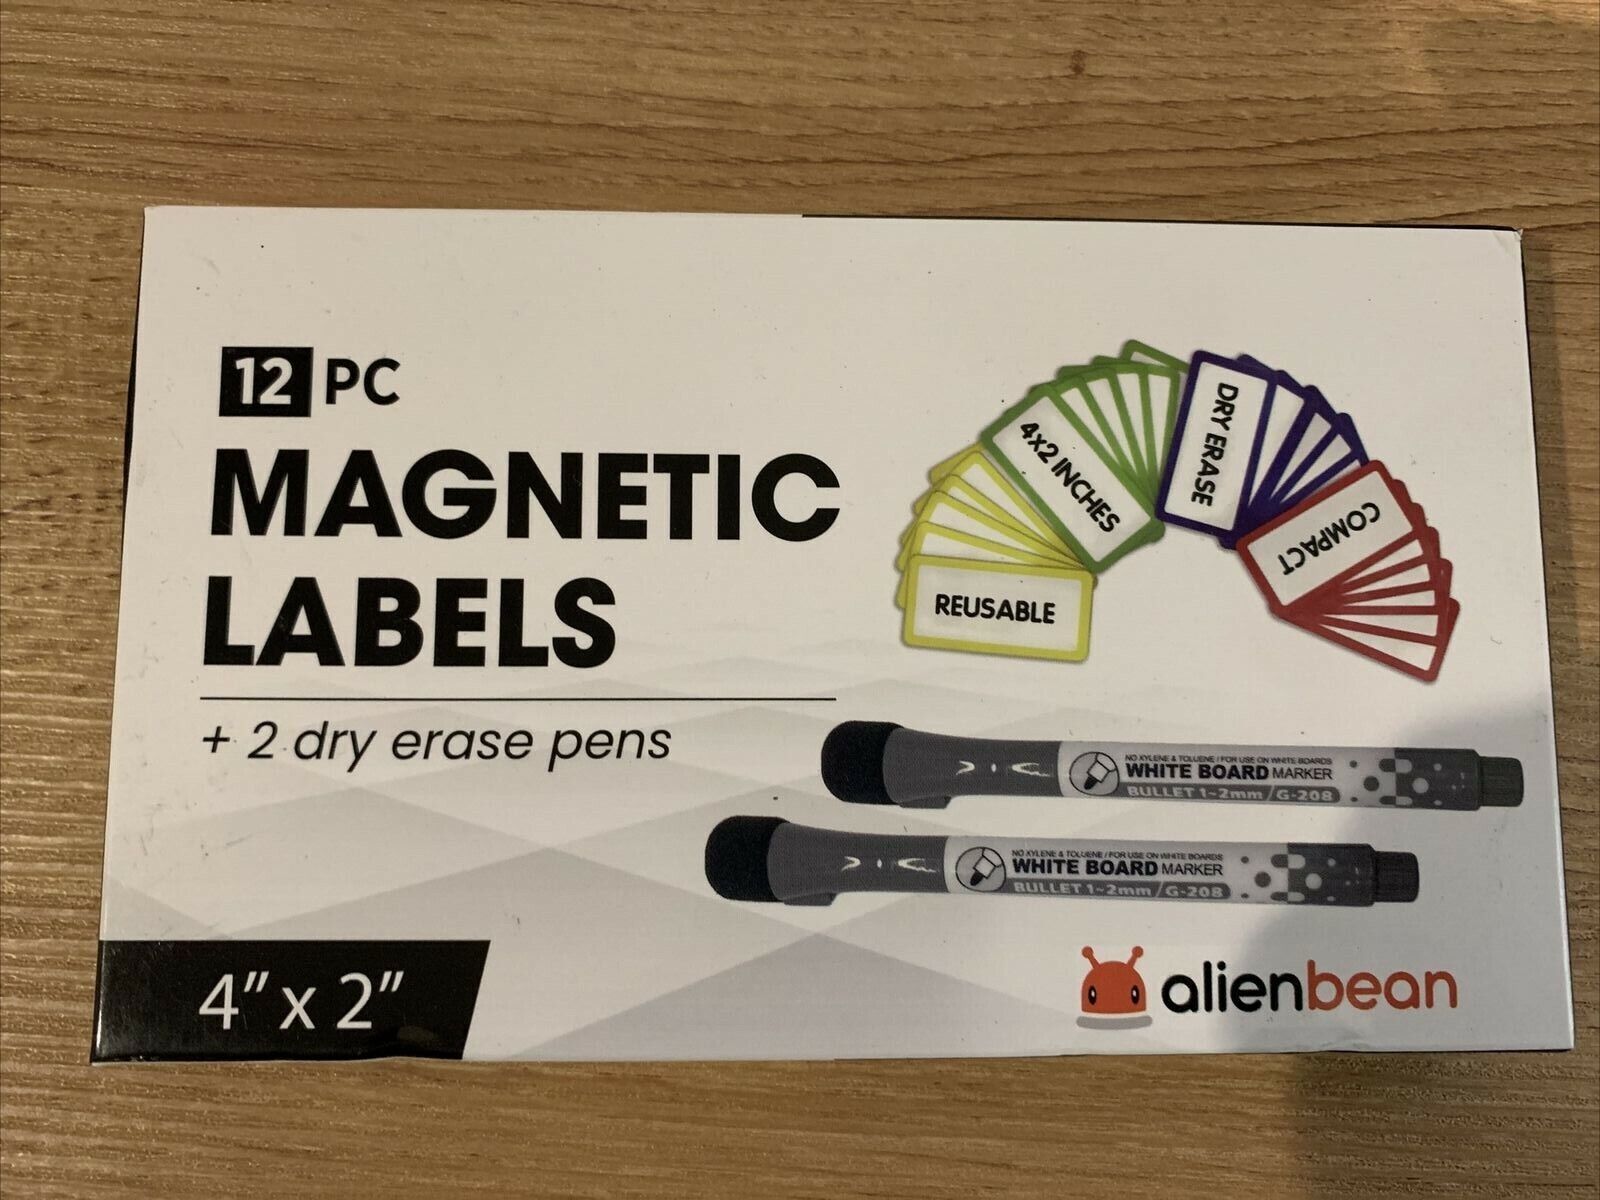 12 PC
MAGNETIC
LABELS
+ 2 dry erase pens
4" x 2"
REUSABLE
4x2 INCHES
DRY ERASE
COMPACT
NO XYLENE & TOLUENE / FOR USE ON WHITE BOARDS
WHITE BOARD MARKER
BULLET 1~2mm / G-208
NO XYLENE & TOLUENE / FOR USE ON WHITE BOARDS
WHITE BOARD MARKER
BULLET 1~2mm / G-208
alienbean